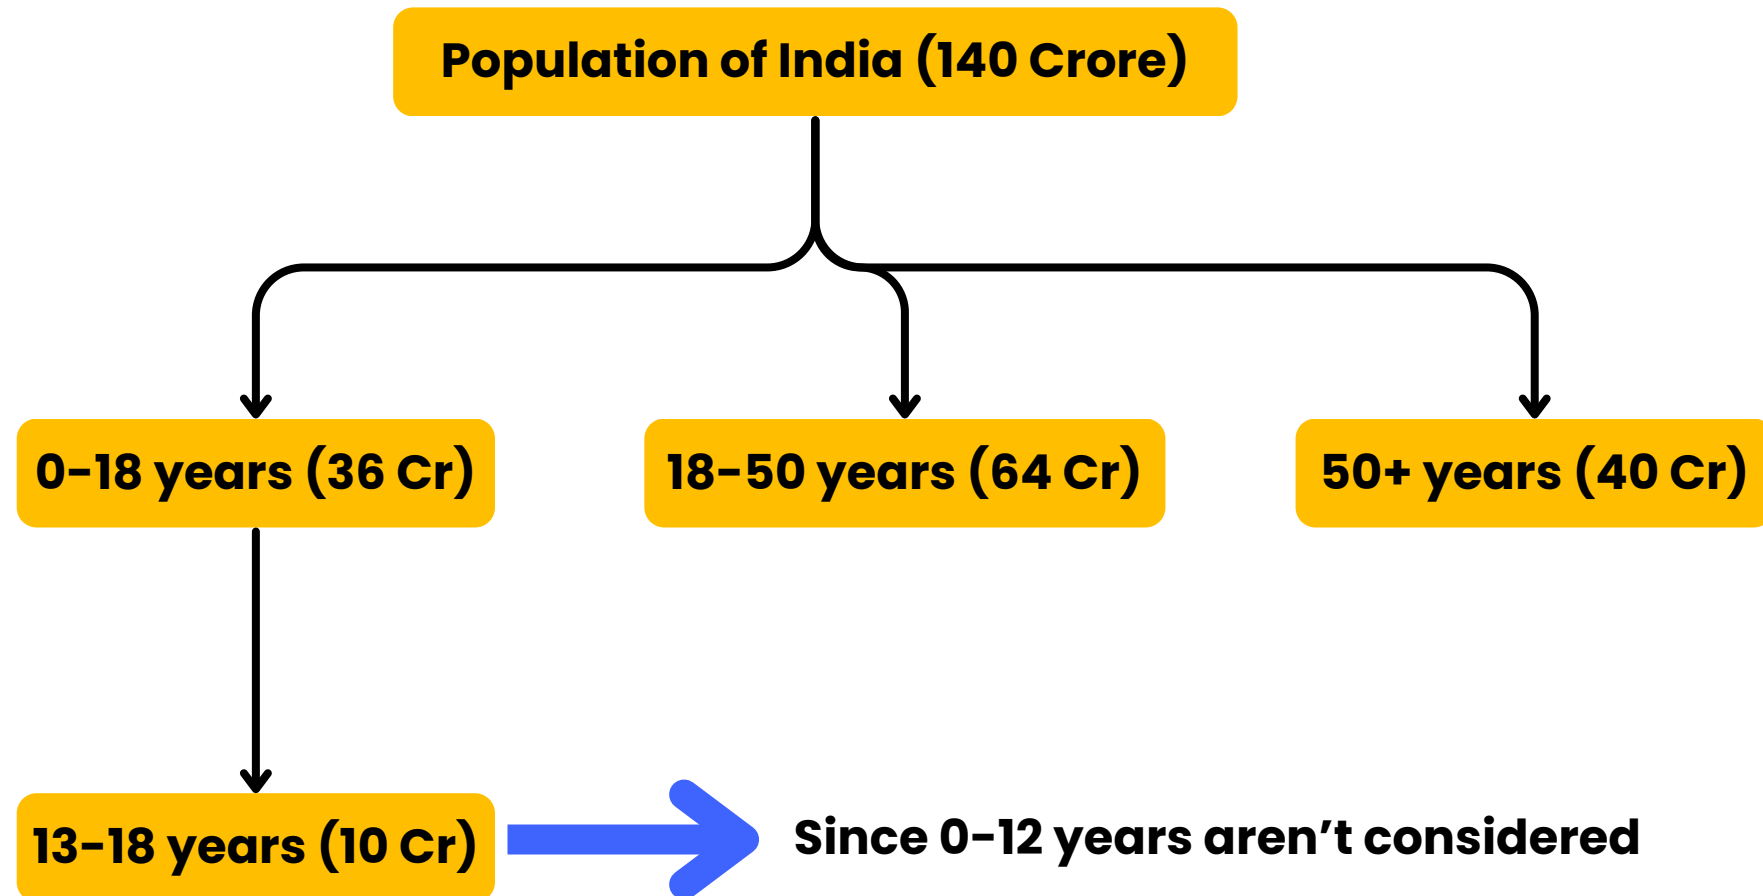 Population of India (140 Crore)
0-18 years (36 Cr)
18-50 years (64 Cr)
50+ years (40 Cr)
13-18 years (10 Cr)
Since 0-12 years aren’t considered